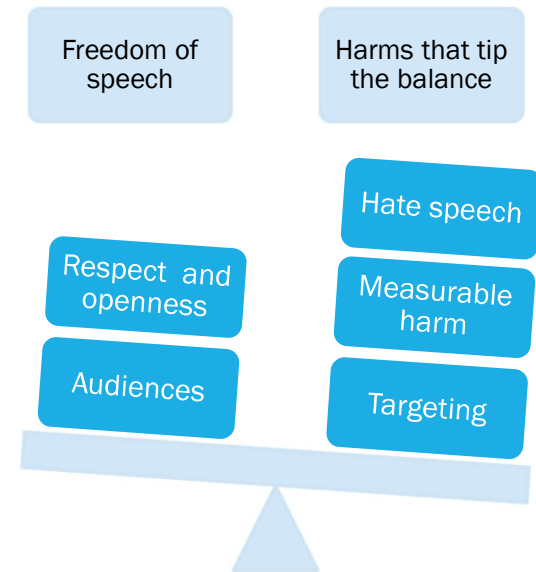 Freedom of
speech
Harms that tip
the balance
Respect and
openness
Audiences
Hate speech
Measurable
harm
Targeting